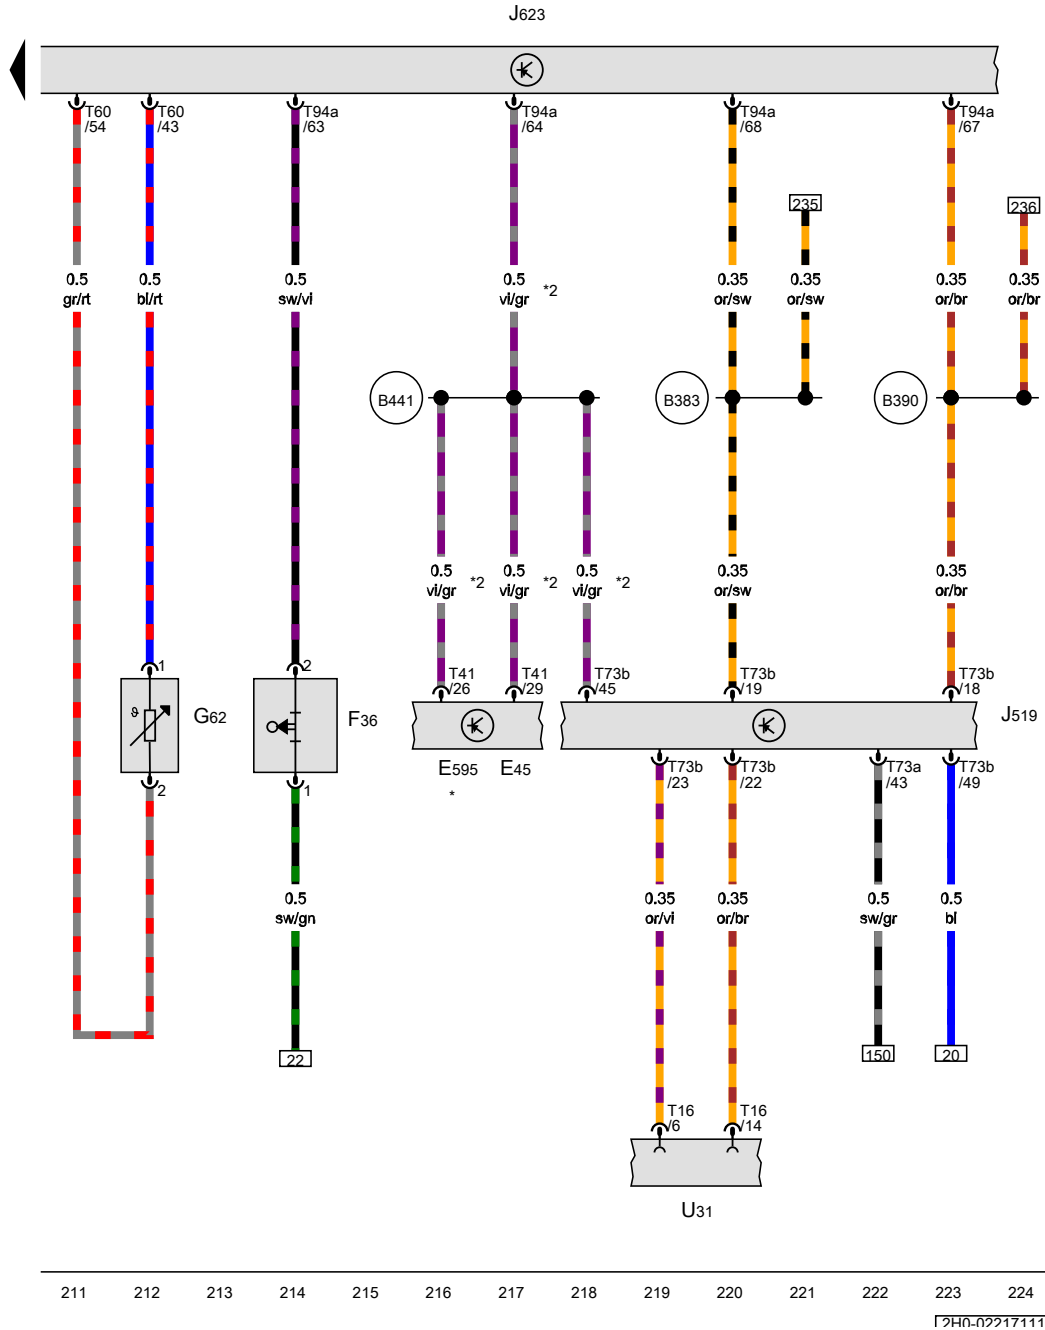 J623
T60
/54
T60
/43
T94a
/63
T94a
/64
T94a
/68
T94a
/67
235
236
0.5
gr/rt
0.5
bl/rt
0.5
sw/vi
0.5
vi/gr
*2
0.35
or/sw
0.35
or/sw
0.35
or/br
0.35
or/br
B441
B383
B390
0.5
vi/gr
*2
0.5
vi/gr
*2
0.5
vi/gr
*2
0.35
or/sw
0.35
or/br
1
2
T41
/26
T41
/29
T73b
/45
T73b
/19
T73b
/18
ϑ
G62
F36
J519
E595
*
E45
2
1
T73b
/23
T73b
/22
T73a
/43
T73b
/49
0.5
sw/gn
0.35
or/vi
0.35
or/br
0.5
sw/gr
0.5
bl
22
150
20
T16
/6
T16
/14
U31
211 212 213 214 215 216 217 218 219 220 221 222 223 224
2H0-02217111